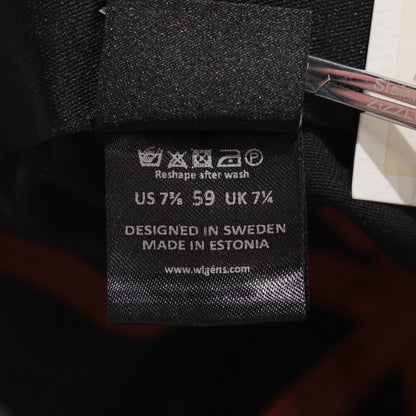 Reshape after wash
US 7⅜ 59 UK 7¼
DESIGNED IN SWEDEN
MADE IN ESTONIA
www.wigens.com